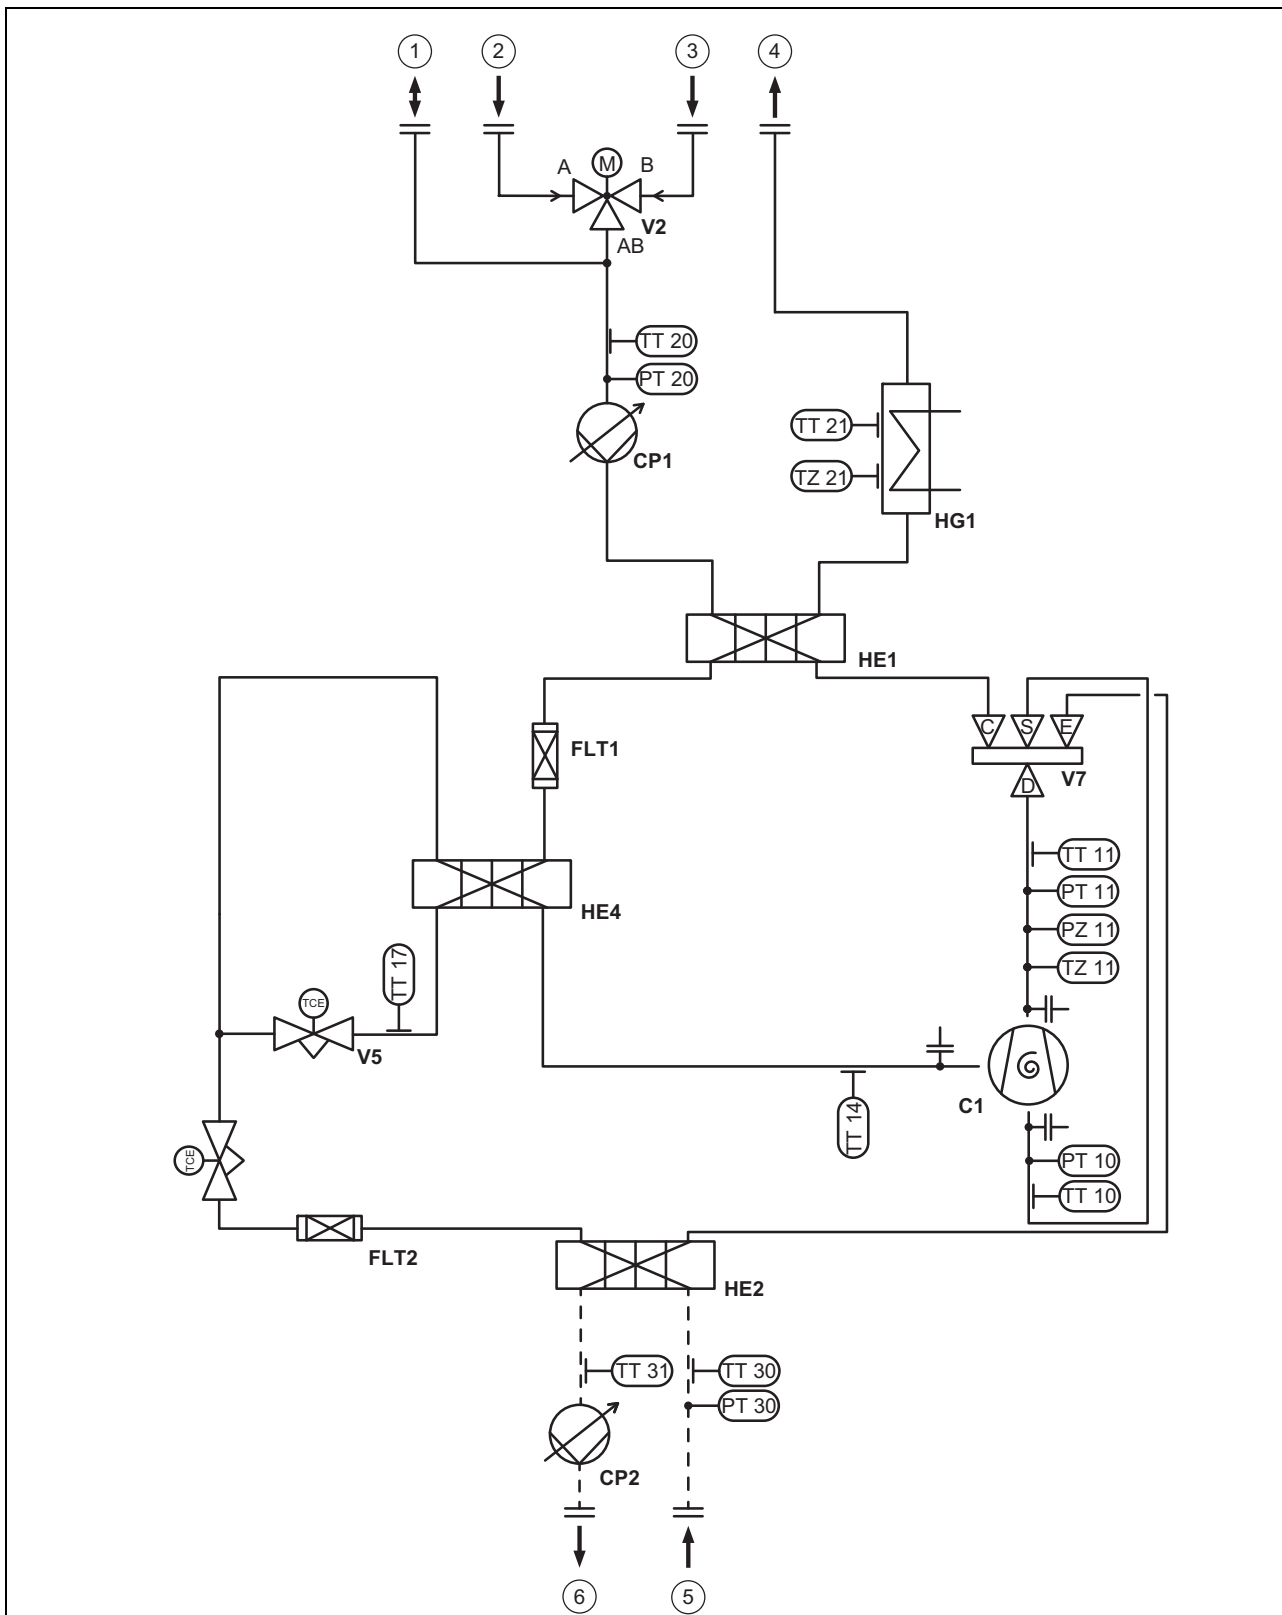 1
2
3
4
A
M
B
V2
AB
TT 20
PT 20
CP1
TT 21
TZ 21
HG1
HE1
FLT1
C
S
E
D
V7
TT 11
PT 11
PZ 11
TZ 11
HE4
TT 17
TCE
V5
TT 14
C1
TCE
PT 10
TT 10
FLT2
HE2
TT 31
TT 30
PT 30
CP2
6
5